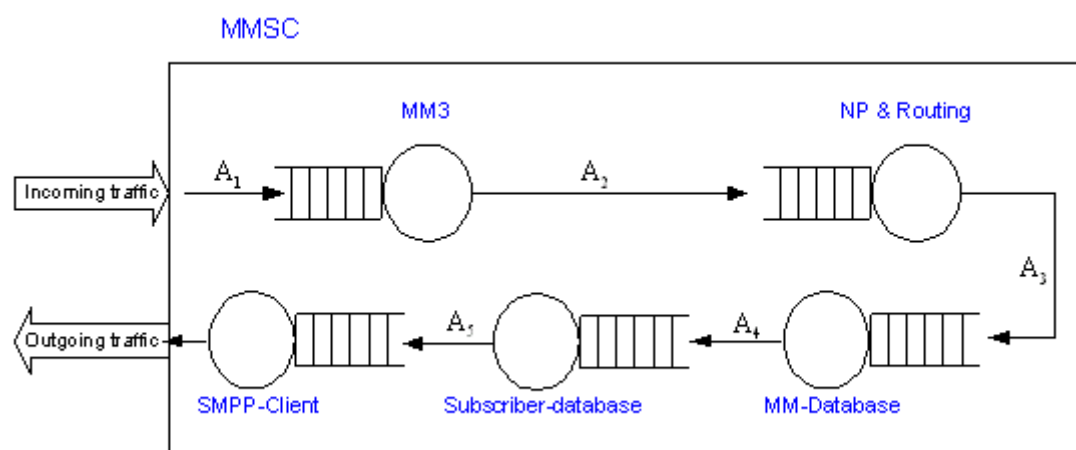 MMSC
MM3
NP & Routing
Incoming traffic
A1
A2
A3
Outgoing traffic
A5
A4
SMPP-Client
Subscriber-database
MM-Database